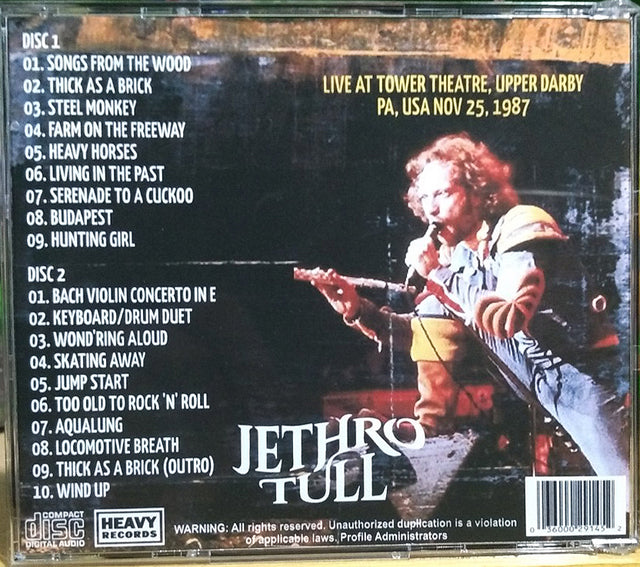 DISC 1
01. SONGS FROM THE WOOD
02. THICK AS A BRICK
03. STEEL MONKEY
04. FARM ON THE FREEWAY
05. HEAVY HORSES
06. LIVING IN THE PAST
07. SERENADE TO A CUCKOO
08. BUDAPEST
09. HUNTING GIRL
LIVE AT TOWER THEATRE, UPPER DARBY
PA, USA NOV 25, 1987
DISC 2
01. BACH VIOLIN CONCERTO IN E
02. KEYBOARD/DRUM DUET
03. WOND'RING ALOUD
04. SKATING AWAY
05. JUMP START
06. TOO OLD TO ROCK 'N' ROLL
07. AQUALUNG
08. LOCOMOTIVE BREATH
09. THICK AS A BRICK (OUTRO)
10. WIND UP
JETHRO
TULL
COMPACT
disc
DIGITAL AUDIO
HEAVY
RECORDS
WARNING: All rights reserved. Unauthorized duplication is a violation
of applicable laws. Profile Administrators
0 36000 29145 2